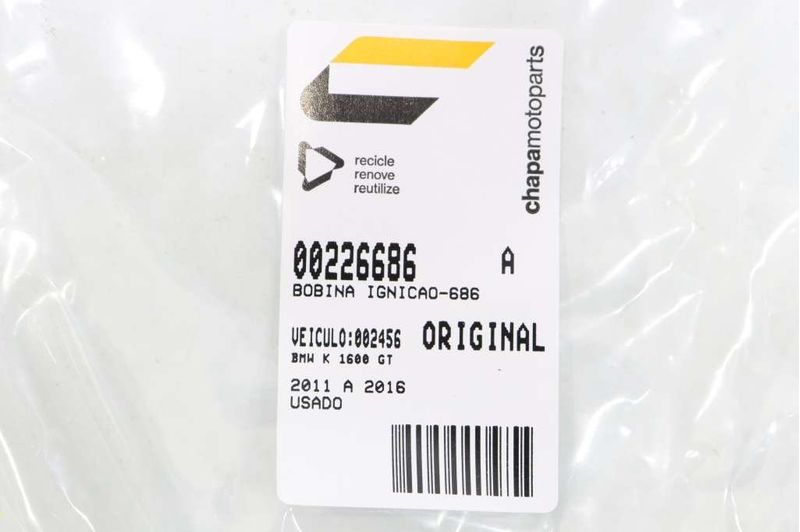 chapamotoparts
recicle
renove
reutilize
00226686 A
BOBINA IGNICAO-686
VEICULO:002456 ORIGINAL
BMW K 1600 GT
2011 A 2016
USADO